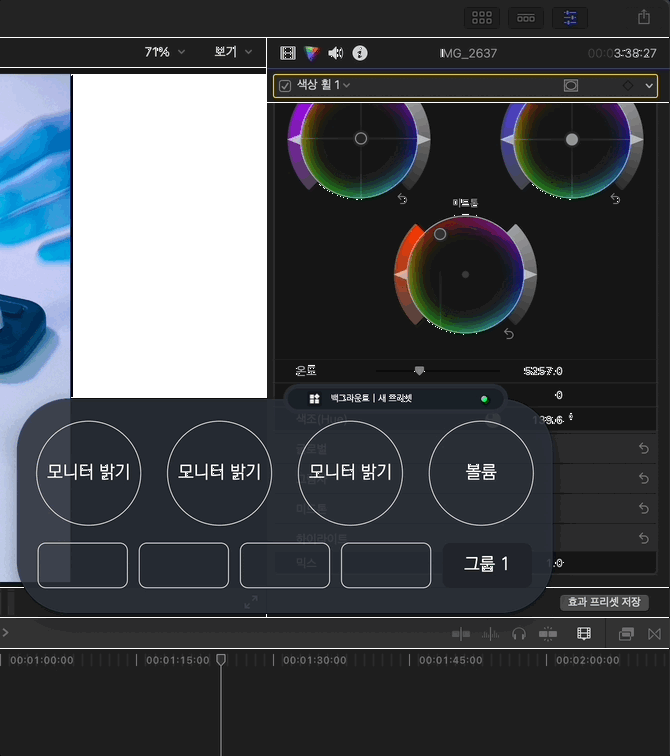 71% 보기 IMG_2637 3:38:27
색상 휠 1
미드톤
온도
백그라운드 | 새 프리셋
색조(Hue)
글로벌
미드톤
하이라이트
믹스
모니터 밝기 모니터 밝기 모니터 밝기 볼륨
그룹 1
효과 프리셋 저장
00:01:00:00 00:01:15:00 00:01:30:00 00:01:45:00 00:02:00:00